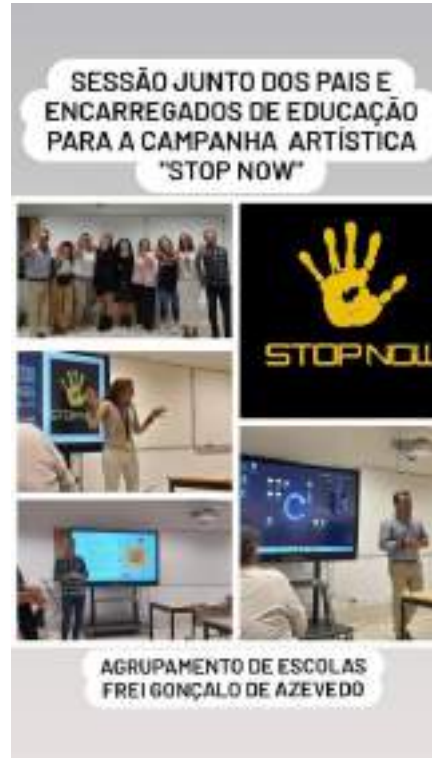 SESSÃO JUNTO DOS PAIS E
ENCARREGADOS DE EDUCAÇÃO
PARA A CAMPANHA ARTÍSTICA
"STOP NOW"
STOP NOW
AGRUPAMENTO DE ESCOLAS
FREI GONÇALO DE AZEVEDO